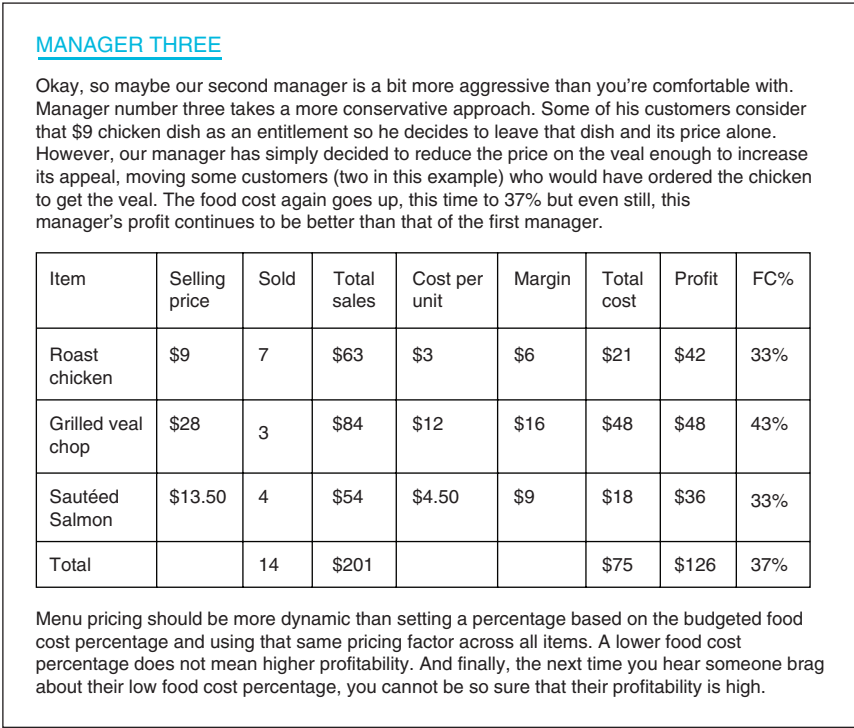 MANAGER THREE
Okay, so maybe our second manager is a bit more aggressive than you’re comfortable with.
Manager number three takes a more conservative approach. Some of his customers consider
that $9 chicken dish as an entitlement so he decides to leave that dish and its price alone.
However, our manager has simply decided to reduce the price on the veal enough to increase
its appeal, moving some customers (two in this example) who would have ordered the chicken
to get the veal. The food cost again goes up, this time to 37% but even still, this
manager’s profit continues to be better than that of the first manager.
Item Selling price Sold Total sales Cost per unit Margin Total cost Profit FC%
Roast chicken $9 7 $63 $3 $6 $21 $42 33%
Grilled veal chop $28 3 $84 $12 $16 $48 $48 43%
Sautéed Salmon $13.50 4 $54 $4.50 $9 $18 $36 33%
Total 14 $201 $75 $126 37%
Menu pricing should be more dynamic than setting a percentage based on the budgeted food
cost percentage and using that same pricing factor across all items. A lower food cost
percentage does not mean higher profitability. And finally, the next time you hear someone brag
about their low food cost percentage, you cannot be so sure that their profitability is high.